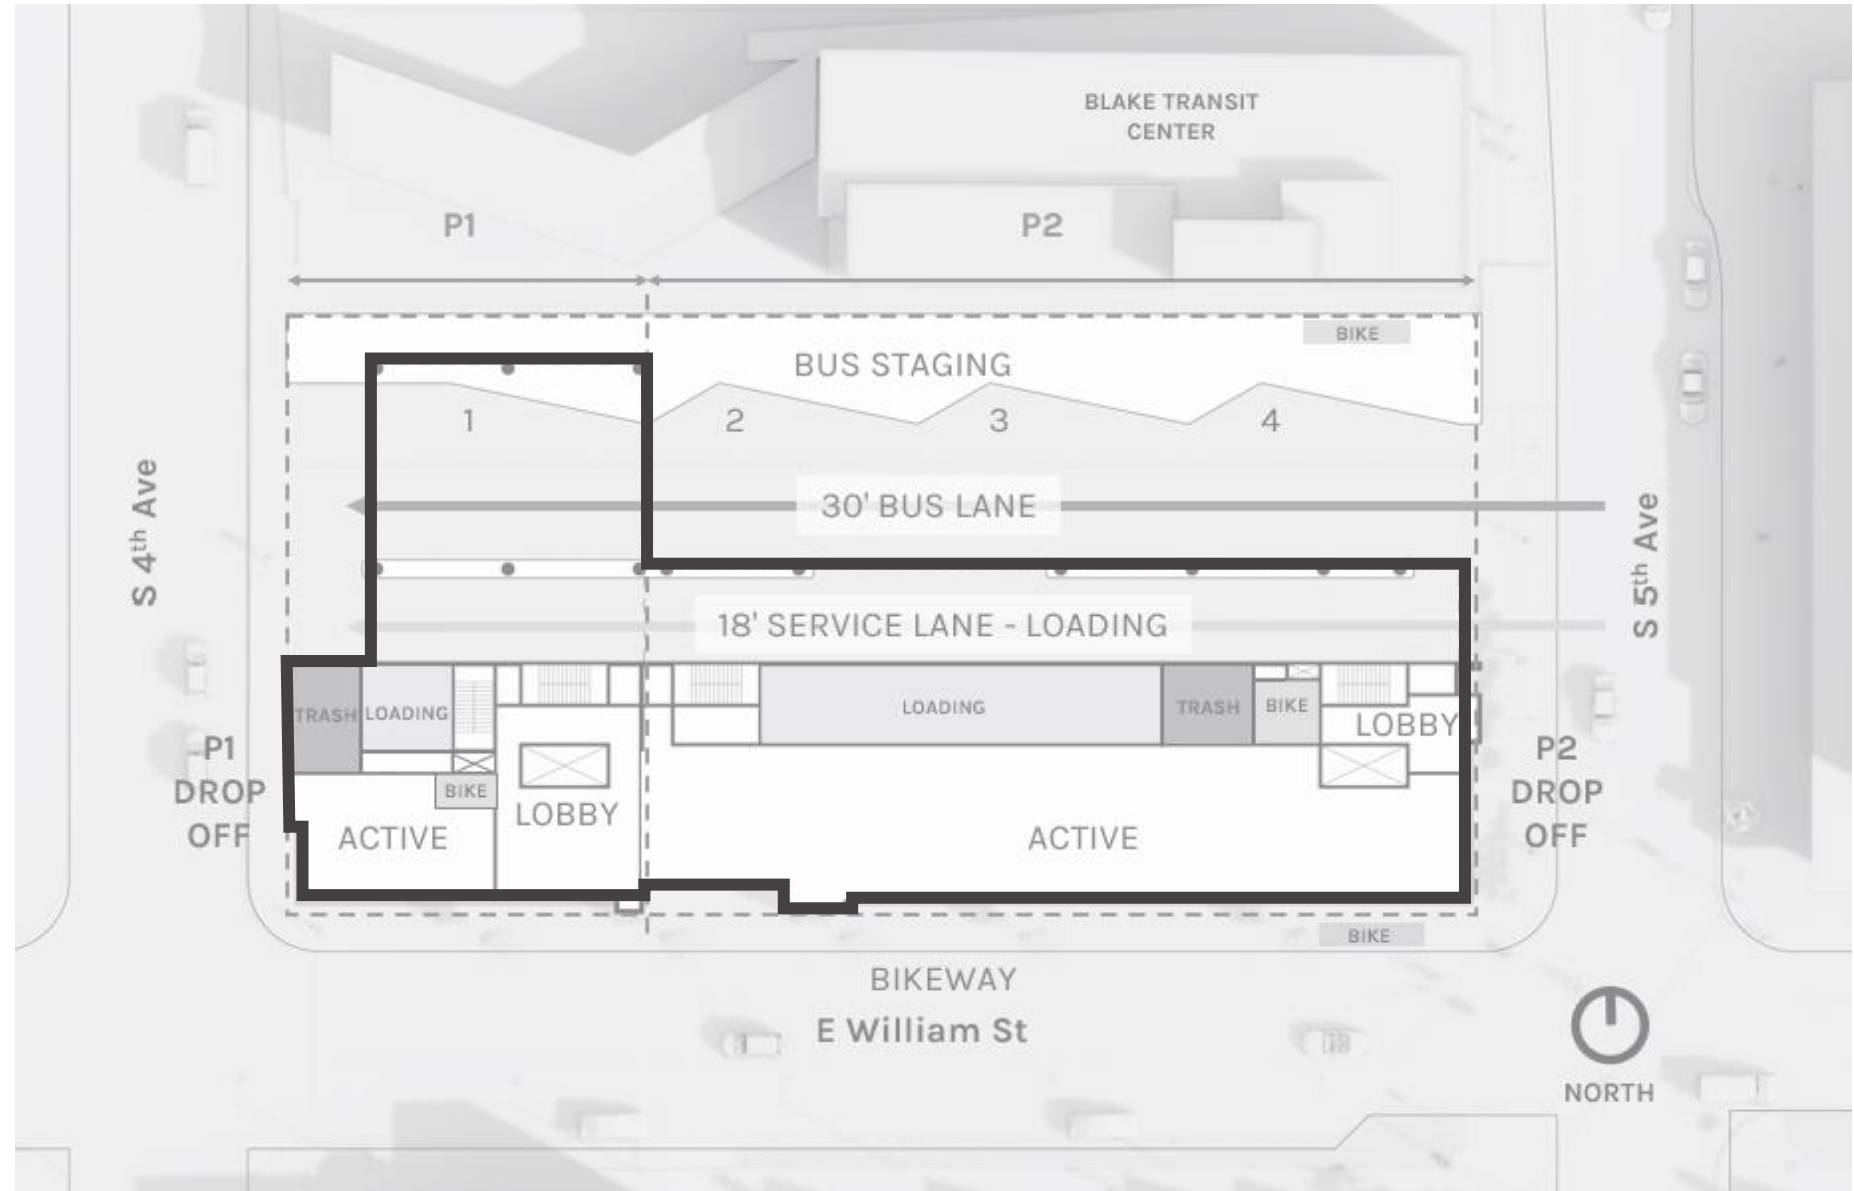 BLAKE TRANSIT
CENTER
P1
P2
BIKE
BUS STAGING
1
2
3
4
30' BUS LANE
S 4th Ave
S 5th Ave
18' SERVICE LANE - LOADING
TRASH
LOADING
LOADING
TRASH
BIKE
LOBBY
P1
DROP
OFF
BIKE
LOBBY
ACTIVE
ACTIVE
P2
DROP
OFF
BIKE
BIKEWAY
E William St
NORTH